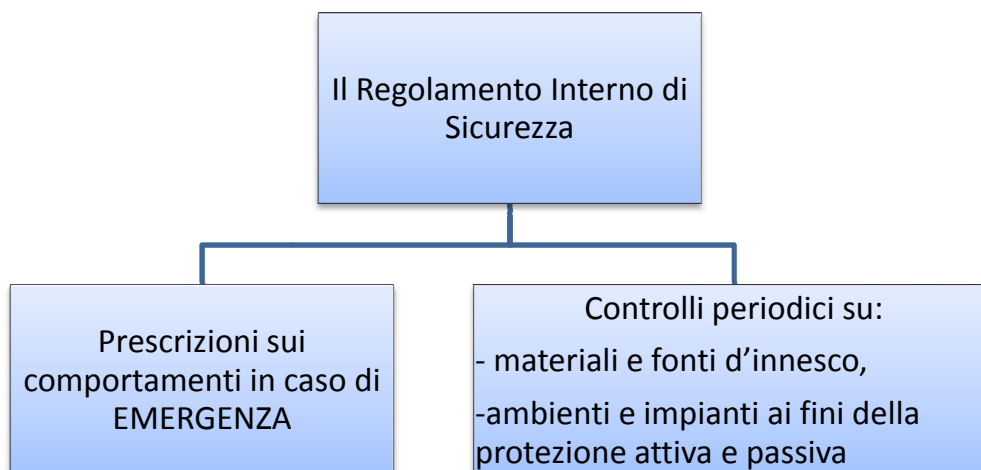 Il Regolamento Interno di
Sicurezza
Prescrizioni sui
comportamenti in caso di
EMERGENZA
Controlli periodici su:
- materiali e fonti d’innesco,
-ambienti e impianti ai fini della
protezione attiva e passiva